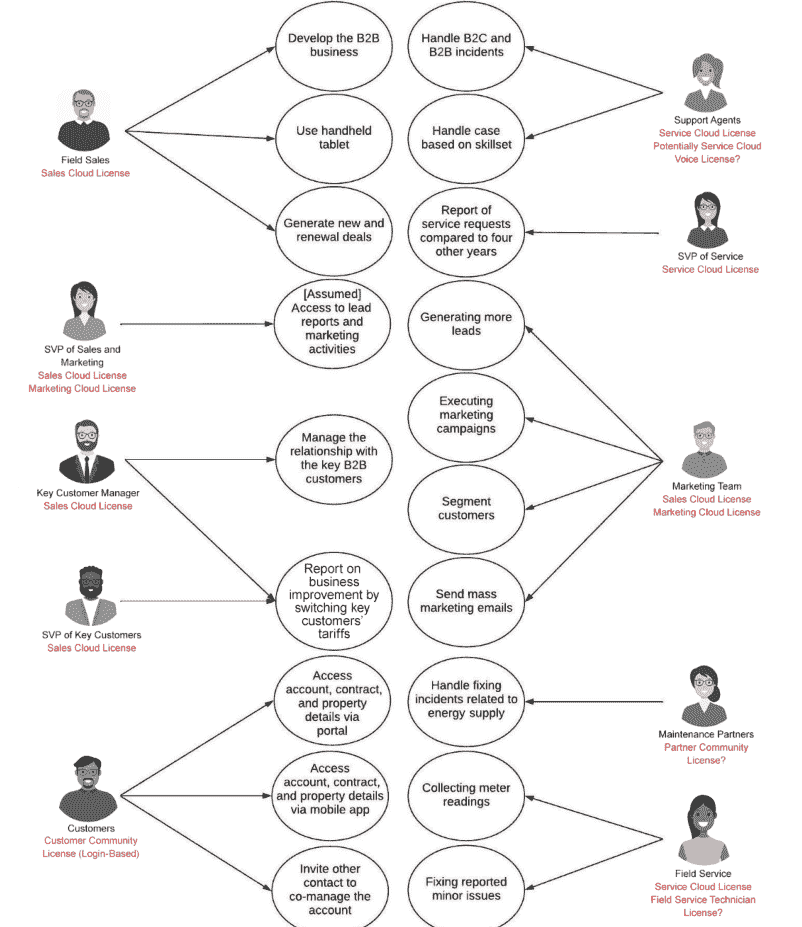 Develop the B2B
business
Handle B2C and
B2B incidents
Support Agents
Service Cloud License
Potentially Service Cloud
Voice License?
Use handheld
tablet
Handle case
based on skillset
Field Sales
Sales Cloud License
Generate new and
renewal deals
Report of
service requests
compared to four
other years
SVP of Service
Service Cloud License
[Assumed]
Access to lead
reports and
marketing
activities
Generating more
leads
SVP of Sales and
Marketing
Sales Cloud License
Marketing Cloud License
Executing
marketing
campaigns
Manage the
relationship with
the key B2B
customers
Key Customer Manager
Sales Cloud License
Marketing Team
Sales Cloud License
Marketing Cloud License
Segment
customers
Report on
business
improvement by
switching key
customers'
tariffs
Send mass
marketing emails
SVP of Key Customers
Sales Cloud License
Access
account, contract,
and property
details via
portal
Handle fixing
incidents related to
energy supply
Maintenance Partners
Partner Community
License?
Access
account, contract,
and property details
via mobile app
Collecting meter
readings
Customers
Customer Community
License (Login-Based)
Invite other
contact to
co-manage the
account
Fixing reported
minor issues
Field Service
Service Cloud License
Field Service Technician
License?